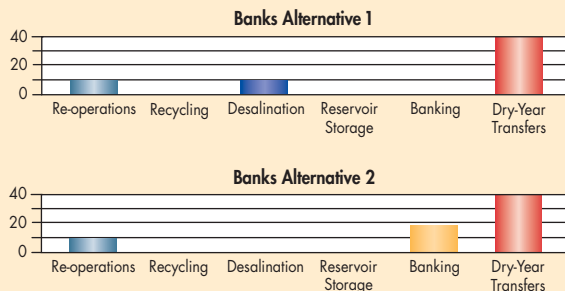 Banks Alternative 1
40
20
0
Re-operations Recycling Desalination Reservoir Banking Dry-Year
Storage Transfers
Banks Alternative 2
40
20
0
Re-operations Recycling Desalination Reservoir Banking Dry-Year
Storage Transfers